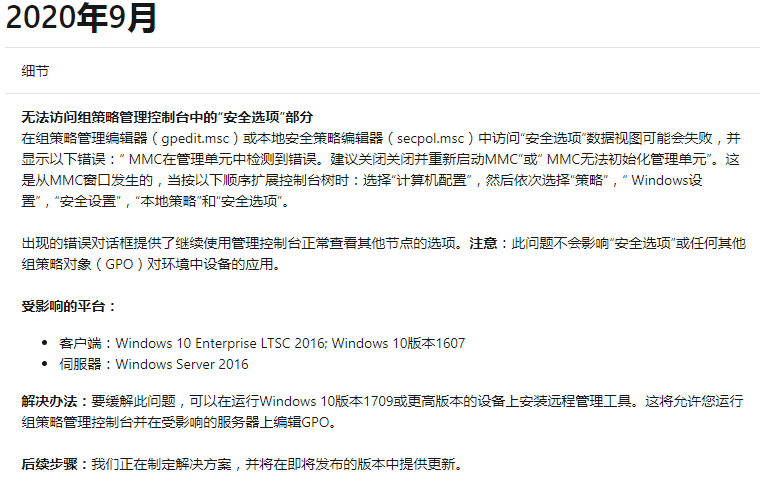 2020年9月
细节
无法访问组策略管理控制台中的“安全选项”部分
在组策略管理编辑器（gpedit.msc）或本地安全策略编辑器（secpol.msc）中访问“安全选项”数据视图可能会失败，并
显示以下错误：“ MMC在管理单元中检测到错误。建议关闭关闭并重新启动MMC”或“ MMC无法初始化管理单元”。这
是从MMC窗口发生的，当按以下顺序扩展控制台树时：选择“计算机配置”，然后依次选择“策略”，“ Windows设
置”，“安全设置”，“本地策略”和“安全选项”。
出现的错误对话框提供了继续使用管理控制台正常查看其他节点的选项。注意：此问题不会影响“安全选项”或任何其他
组策略对象（GPO）对环境中设备的应用。
受影响的平台：
• 客户端：Windows 10 Enterprise LTSC 2016; Windows 10版本1607
• 伺服器：Windows Server 2016
解决办法：要缓解此问题，可以在运行Windows 10版本1709或更高版本的设备上安装远程管理工具。这将允许您运行
组策略管理控制台并在受影响的服务器上编辑GPO。
后续步骤：我们正在制定解决方案，并将在即将发布的版本中提供更新。